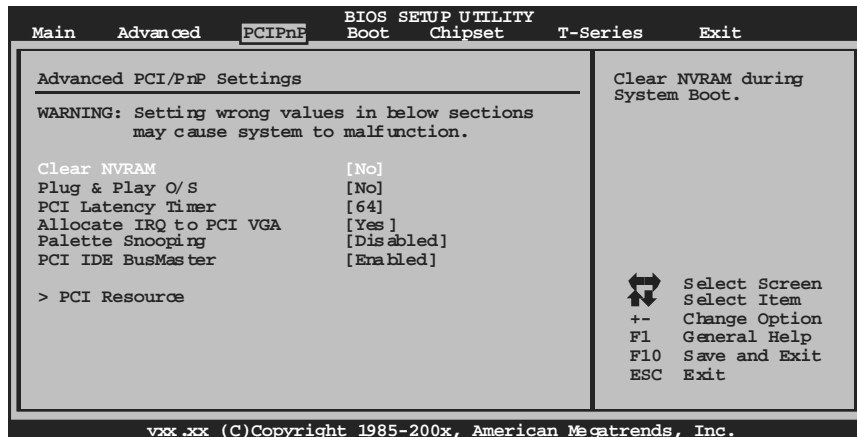 BIOS SETUP UTILITY
Main Advanced PCIPnP Boot Chipset T-Series Exit
Advanced PCI/PnP Settings
WARNING: Setting wrong values in below sections
may cause system to malfunction.
Clear NVRAM [No]
Plug & Play O/S [No]
PCI Latency Timer [64]
Allocate IRQ to PCI VGA [Yes]
Palette Snooping [Disabled]
PCI IDE BusMaster [Enabled]
> PCI Resource
Clear NVRAM during
System Boot.
Select Screen
Select Item
+- Change Option
F1 General Help
F10 Save and Exit
ESC Exit
vxx.xx (C)Copyright 1985-200x, American Megatrends, Inc.